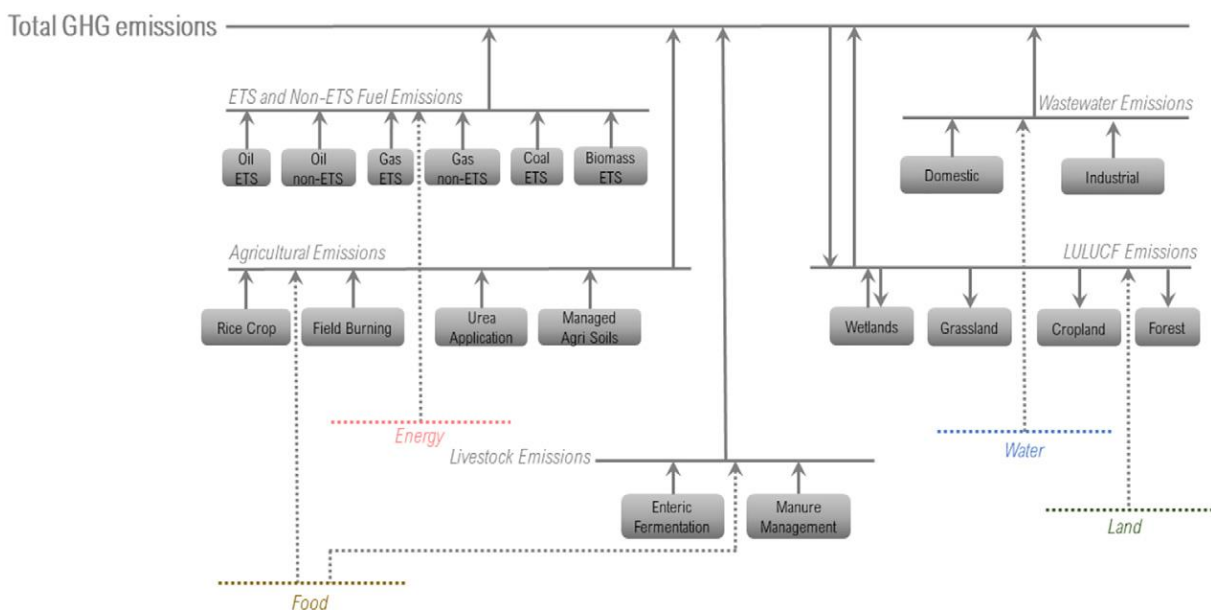 Total GHG emissions
ETS and Non-ETS Fuel Emissions
Wastewater Emissions
Oil
ETS
Oil
non-ETS
Gas
ETS
Gas
non-ETS
Coal
ETS
Biomass
ETS
Domestic
Industrial
Agricultural Emissions
LULUCF Emissions
Rice Crop
Field Burning
Urea
Application
Managed
Agri Soils
Wetlands
Grassland
Cropland
Forest
Energy
Water
Livestock Emissions
Enteric
Fermentation
Manure
Management
Land
Food